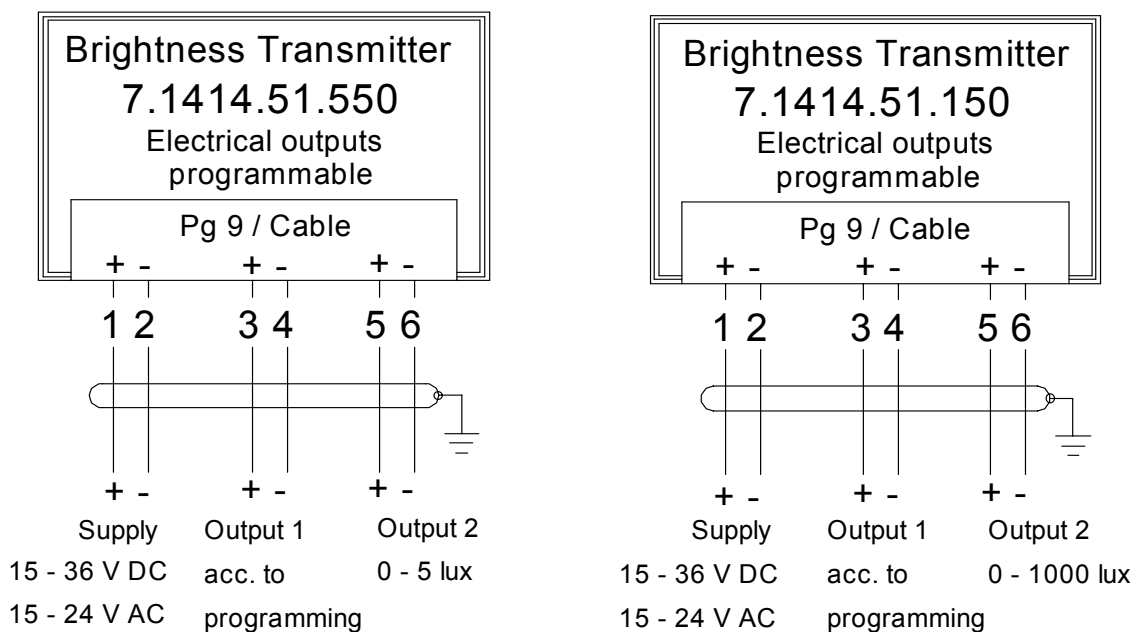 Brightness Transmitter
7.1414.51.550
Electrical outputs
programmable
Pg 9 / Cable
+ - + - + -
1 2 3 4 5 6
+ - + - + -
Supply Output 1 Output 2
15 - 36 V DC acc. to 0 - 5 lux
15 - 24 V AC programming
Brightness Transmitter
7.1414.51.150
Electrical outputs
programmable
Pg 9 / Cable
+ - + - + -
1 2 3 4 5 6
+ - + - + -
Supply Output 1 Output 2
15 - 36 V DC acc. to 0 - 1000 lux
15 - 24 V AC programming